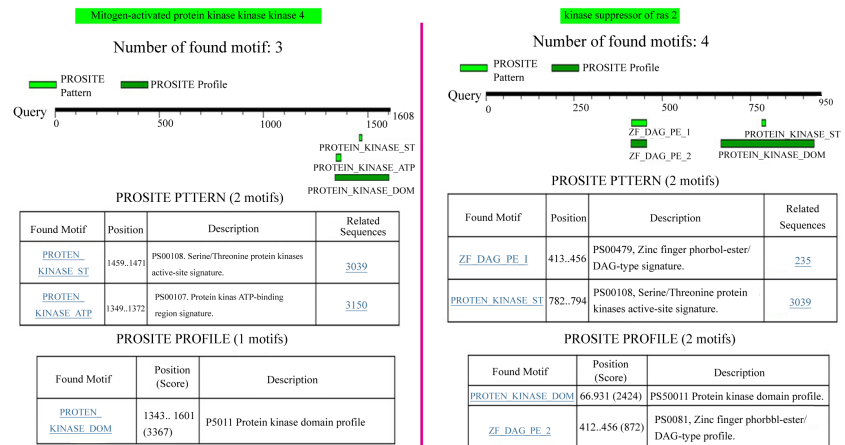 Mitogen-activated protein kinase kinase kinase 4
Number of found motif: 3
PROSITE
Pattern
PROSITE Profile
Query
0
500
1000
1500
1608
PROTEIN_KINASE_ST
PROTEIN_KINASE_ATP
PROTEIN_KINASE_DOM
PROSITE PTTERN (2 motifs)
Found Motif
Position
Description
Related
Sequences
PROTEN_
KINASE_ST
1459..1471
PS00108. Serine/Threonine protein kinases
active-site signature.
3039
PROTEN_
KINASE_ATP
1349..1372
PS00107. Protein kinas ATP-binding
region signature.
3150
PROSITE PROFILE (1 motifs)
Found Motif
Position
(Score)
Description
PROTEN_
KINASE_DOM
1343.. 1601
(3367)
P5011 Protein kinase domain profile
kinase suppressor of ras 2
Number of found motifs: 4
PROSITE
Pattern
PROSITE Profile
Query
0
250
500
750
950
ZF_DAG_PE_1
PROTEIN_KINASE_ST
ZF_DAG_PE_2
PROTEIN_KINASE_DOM
PROSITE PTTERN (2 motifs)
Found Motif
Position
Description
Related
Sequences
ZF_DAG_PE_I
413..456
PS00479, Zinc finger phorbol-ester/
DAG-type signature.
235
PROTEN_KINASE_ST
782..794
PS00108, Serine/Threonine protein
kinases active-site signature.
3039
PROSITE PROFILE (2 motifs)
Found Motif
Position
(Score)
Description
PROTEN_KINASE_DOM
66.931 (2424)
PS50011 Protein kinase domain profile.
ZF_DAG_PE_2
412..456 (872)
PS0081, Zinc finger phorbbl-ester/
DAG-type profile.